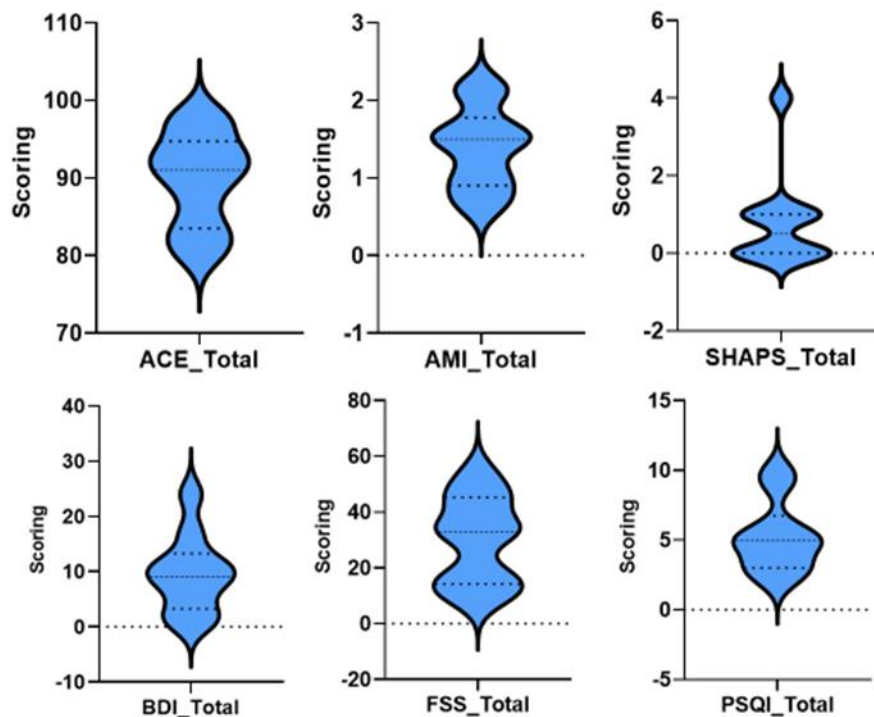 110
100
90
80
70
Scoring
ACE_Total
3
2
1
0
-1
Scoring
AMI_Total
6
4
2
0
-2
Scoring
SHAPS_Total
40
30
20
10
0
-10
Scoring
BDI_Total
80
60
40
20
0
-20
Scoring
FSS_Total
15
10
5
0
-5
Scoring
PSQI_Total